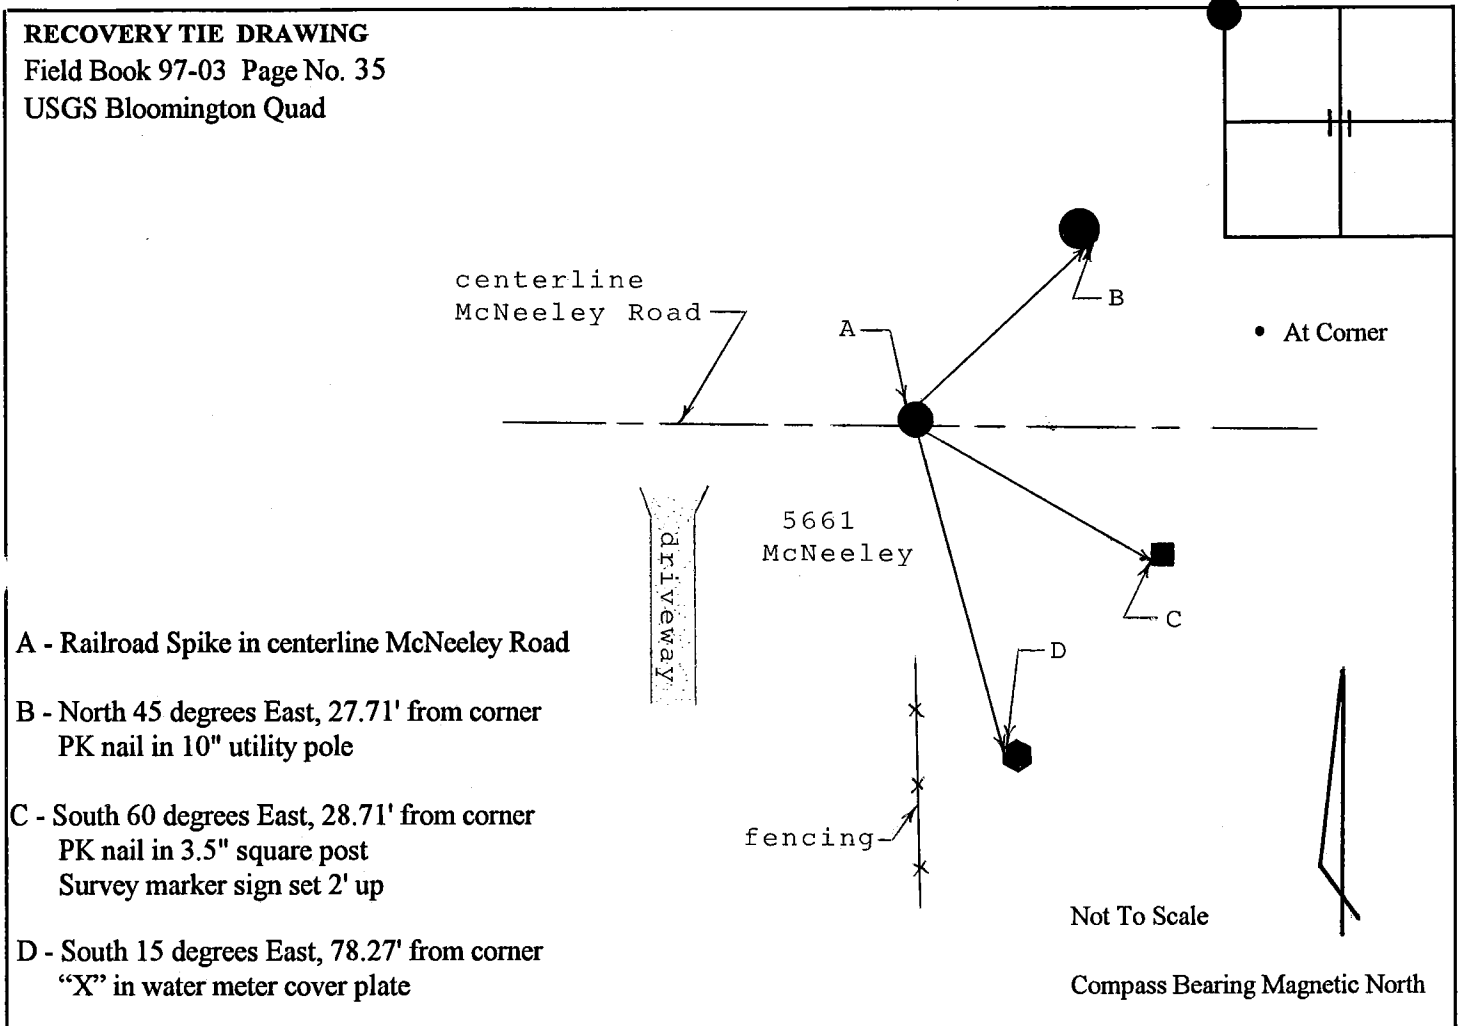 RECOVERY TIE DRAWING
Field Book 97-03 Page No. 35
USGS Bloomington Quad
centerline
McNeeley Road
B
A
• At Corner
5661
McNeeley
driveway
C
D
A - Railroad Spike in centerline McNeeley Road
B - North 45 degrees East, 27.71' from corner
PK nail in 10" utility pole
C - South 60 degrees East, 28.71' from corner
PK nail in 3.5" square post
Survey marker sign set 2' up
fencing
D - South 15 degrees East, 78.27' from corner
“X” in water meter cover plate
Not To Scale
Compass Bearing Magnetic North